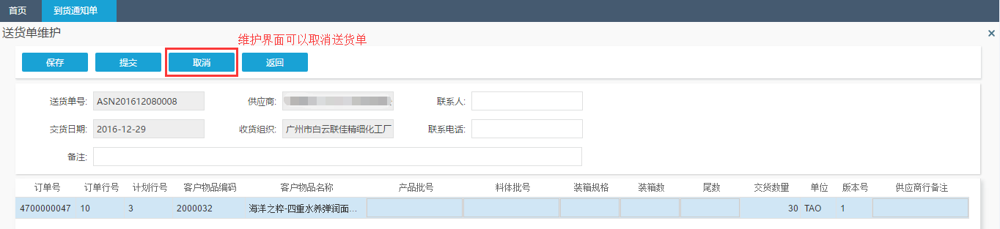 首页 到货通知单
送货单维护
维护界面可以取消送货单
保存 提交 取消 返回
送货单号: ASN201612080008 供应商: 联系人:
交货日期: 2016-12-29 收货组织: 广州市白云联佳精细化工厂 联系电话:
备注:
订单号 订单行号 计划行号 客户物品编码 客户物品名称 产品批号 料体批号 装箱规格 装箱数 尾数 交货数量 单位 版本号 供应商行备注
4700000047 10 3 2000032 海洋之粹-四重水养弹润面... 30 TAO 1